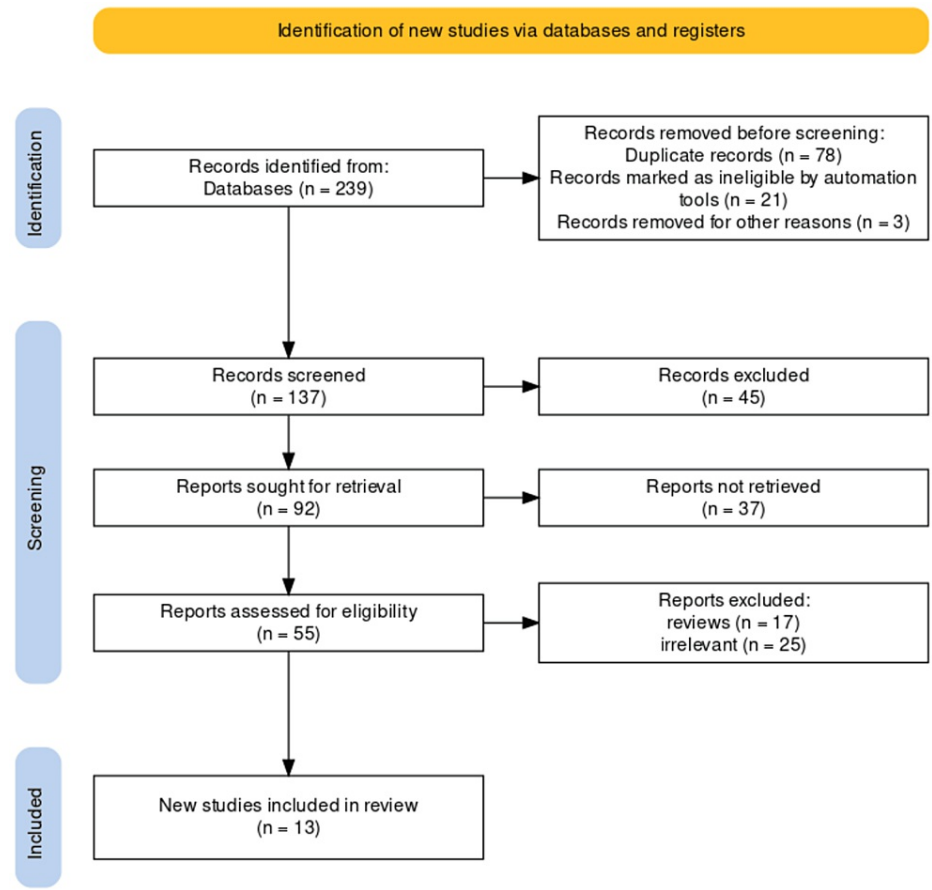 Identification of new studies via databases and registers
Identification
Records identified from:
Databases (n = 239)
Records removed before screening:
Duplicate records (n = 78)
Records marked as ineligible by automation
tools (n = 21)
Records removed for other reasons (n = 3)
Screening
Records screened
(n = 137)
Records excluded
(n = 45)
Reports sought for retrieval
(n = 92)
Reports not retrieved
(n = 37)
Reports assessed for eligibility
(n = 55)
Reports excluded:
reviews (n = 17)
irrelevant (n = 25)
Included
New studies included in review
(n = 13)